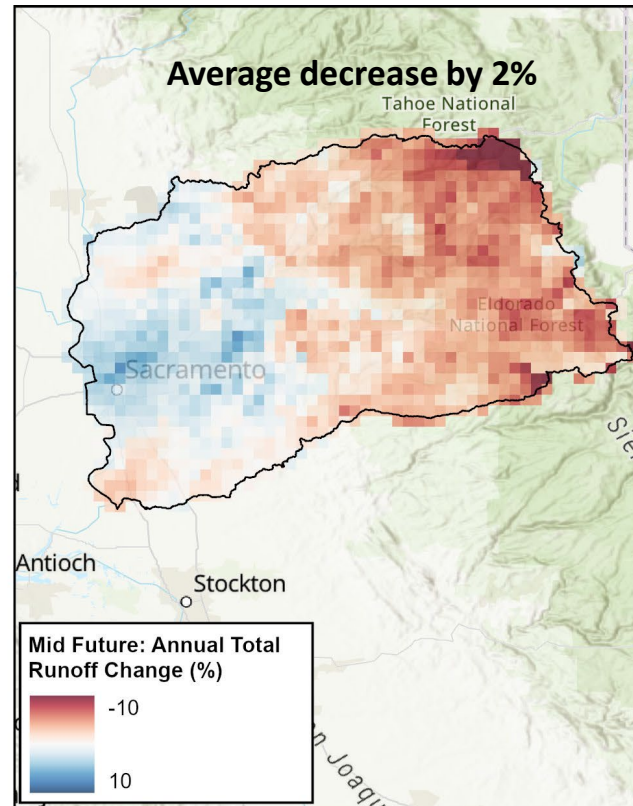 Average decrease by 2%
Tahoe National
Forest
Eldorado
National Forest
Sacramento
Antioch
Stockton
Mid Future: Annual Total
Runoff Change (%)
-10
10